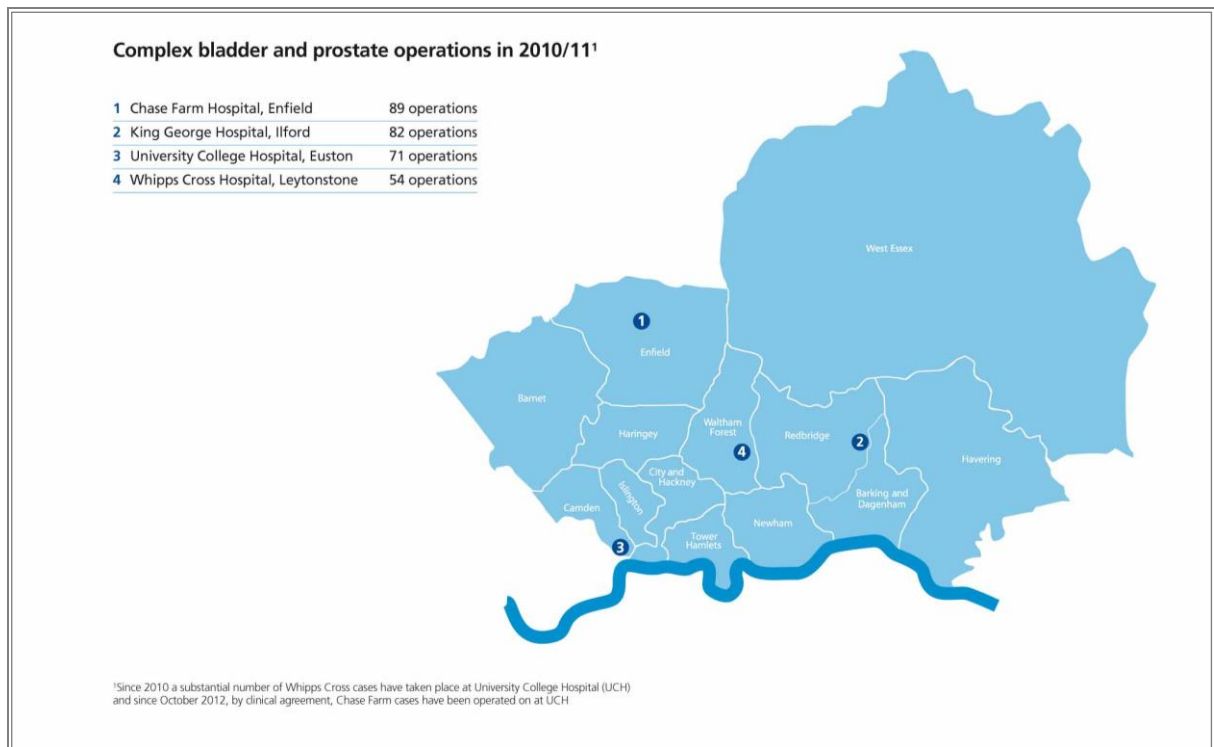 Complex bladder and prostate operations in 2010/11¹
1 Chase Farm Hospital, Enfield 89 operations
2 King George Hospital, Ilford 82 operations
3 University College Hospital, Euston 71 operations
4 Whipps Cross Hospital, Leytonstone 54 operations
West Essex
1
Enfield
Barnet
Haringey
Waltham
Forest
4
Redbridge
2
Havering
City and
Hackney
Islington
Camden
Barking and
Dagenham
Newham
Tower
Hamlets
3
¹Since 2010 a substantial number of Whipps Cross cases have taken place at University College Hospital (UCH)
and since October 2012, by clinical agreement, Chase Farm cases have been operated on at UCH